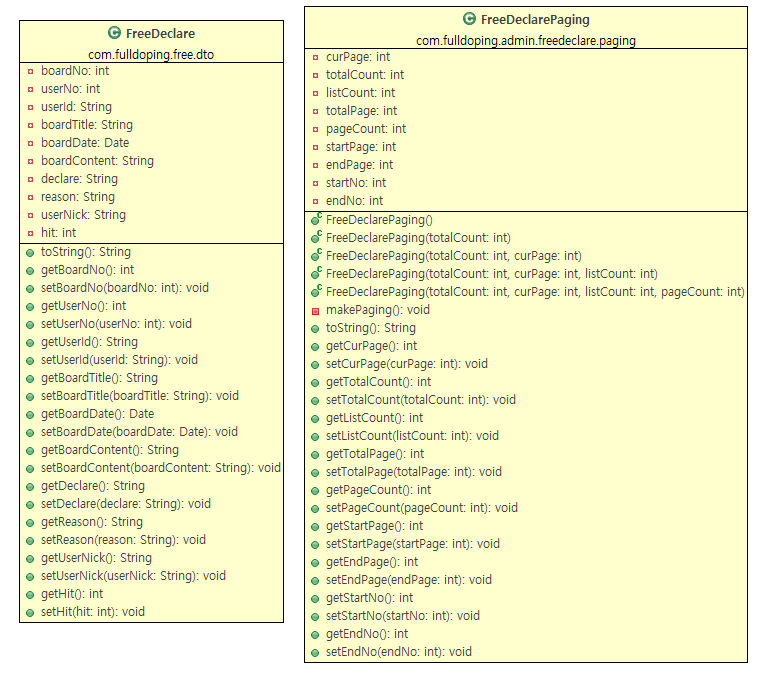 FreeDeclare
com.fulldoping.free.dto
boardNo: int
userNo: int
userId: String
boardTitle: String
boardDate: Date
boardContent: String
declare: String
reason: String
userNick: String
hit: int
toString(): String
getBoardNo(): int
setBoardNo(boardNo: int): void
getUserNo(): int
setUserNo(userNo: int): void
getUserId(): String
setUserId(userId: String): void
getBoardTitle(): String
setBoardTitle(boardTitle: String): void
getBoardDate(): Date
setBoardDate(boardDate: Date): void
getBoardContent(): String
setBoardContent(boardContent: String): void
getDeclare(): String
setDeclare(declare: String): void
getReason(): String
setReason(reason: String): void
getUserNick(): String
setUserNick(userNick: String): void
getHit(): int
setHit(hit: int): void
FreeDeclarePaging
com.fulldoping.admin.freedeclare.paging
curPage: int
totalCount: int
listCount: int
totalPage: int
pageCount: int
startPage: int
endPage: int
startNo: int
endNo: int
FreeDeclarePaging()
FreeDeclarePaging(totalCount: int)
FreeDeclarePaging(totalCount: int, curPage: int)
FreeDeclarePaging(totalCount: int, curPage: int, listCount: int)
FreeDeclarePaging(totalCount: int, curPage: int, listCount: int, pageCount: int)
makePaging(): void
toString(): String
getCurPage(): int
setCurPage(curPage: int): void
getTotalCount(): int
setTotalCount(totalCount: int): void
getListCount(): int
setListCount(listCount: int): void
getTotalPage(): int
setTotalPage(totalPage: int): void
getPageCount(): int
setPageCount(pageCount: int): void
getStartPage(): int
setStartPage(startPage: int): void
getEndPage(): int
setEndPage(endPage: int): void
getStartNo(): int
setStartNo(startNo: int): void
getEndNo(): int
setEndNo(endNo: int): void